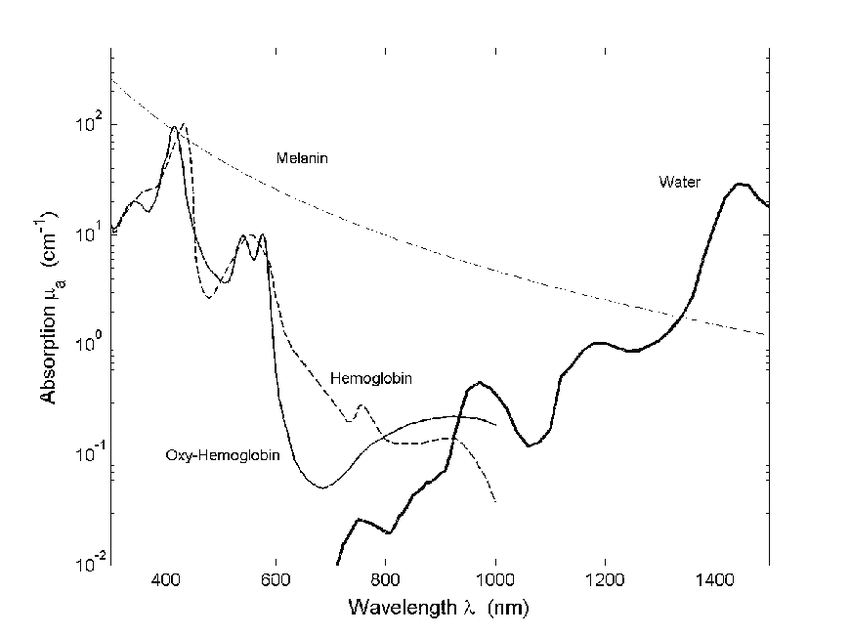 10^2
Melanin
Water
10^1
Absorption μ_a (cm^-1)
10^0
Hemoglobin
Oxy-Hemoglobin
10^-1
10^-2
400 600 800 1000 1200 1400
Wavelength λ (nm)